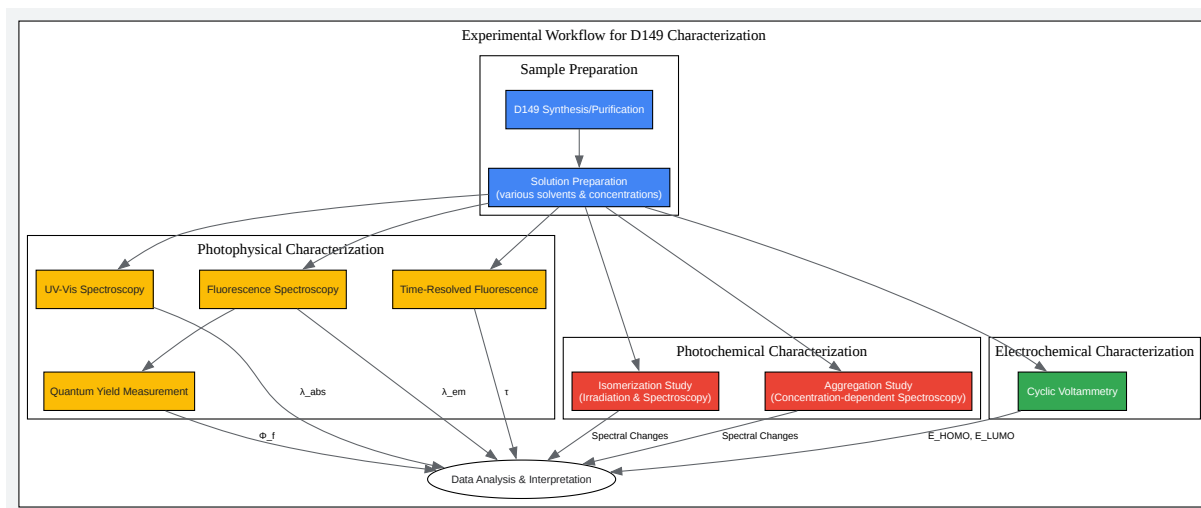 Experimental Workflow for D149 Characterization
Sample Preparation
D149 Synthesis/Purification
Solution Preparation
(various solvents & concentrations)
Photophysical Characterization
UV-Vis Spectroscopy
Fluorescence Spectroscopy
Time-Resolved Fluorescence
Quantum Yield Measurement
Photochemical Characterization
Isomerization Study
(Irradiation & Spectroscopy)
Aggregation Study
(Concentration-dependent Spectroscopy)
Electrochemical Characterization
Cyclic Voltammetry
λ_abs
λ_em
τ
Φ_f
Spectral Changes
Spectral Changes
E_HOMO, E_LUMO
Data Analysis & Interpretation